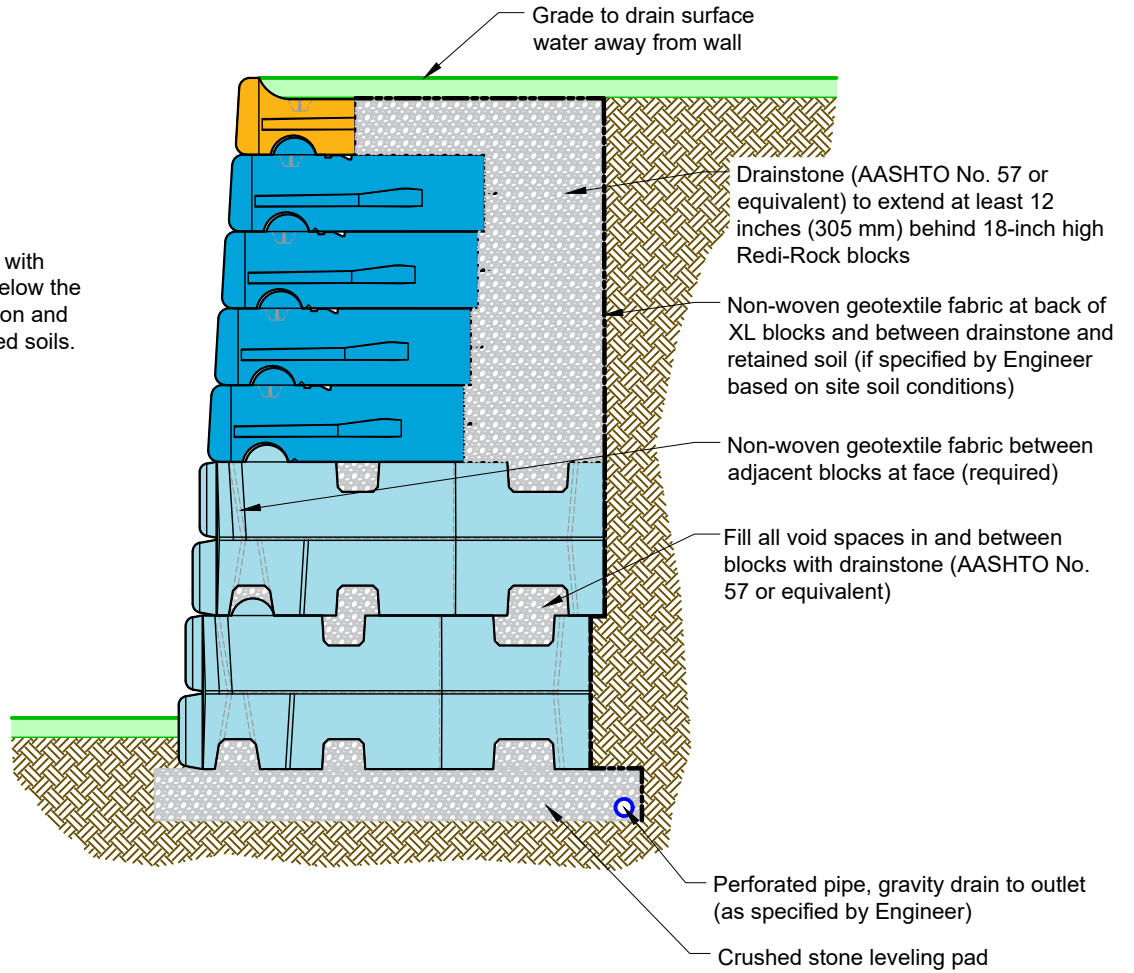 Grade to drain surface
water away from wall
Drainstone (AASHTO No. 57 or
equivalent) to extend at least 12
inches (305 mm) behind 18-inch high
Redi-Rock blocks
with
elow the
on and
ed soils.
Non-woven geotextile fabric at back of
XL blocks and between drainstone and
retained soil (if specified by Engineer
based on site soil conditions)
Non-woven geotextile fabric between
adjacent blocks at face (required)
Fill all void spaces in and between
blocks with drainstone (AASHTO No.
57 or equivalent)
Perforated pipe, gravity drain to outlet
(as specified by Engineer)
Crushed stone leveling pad